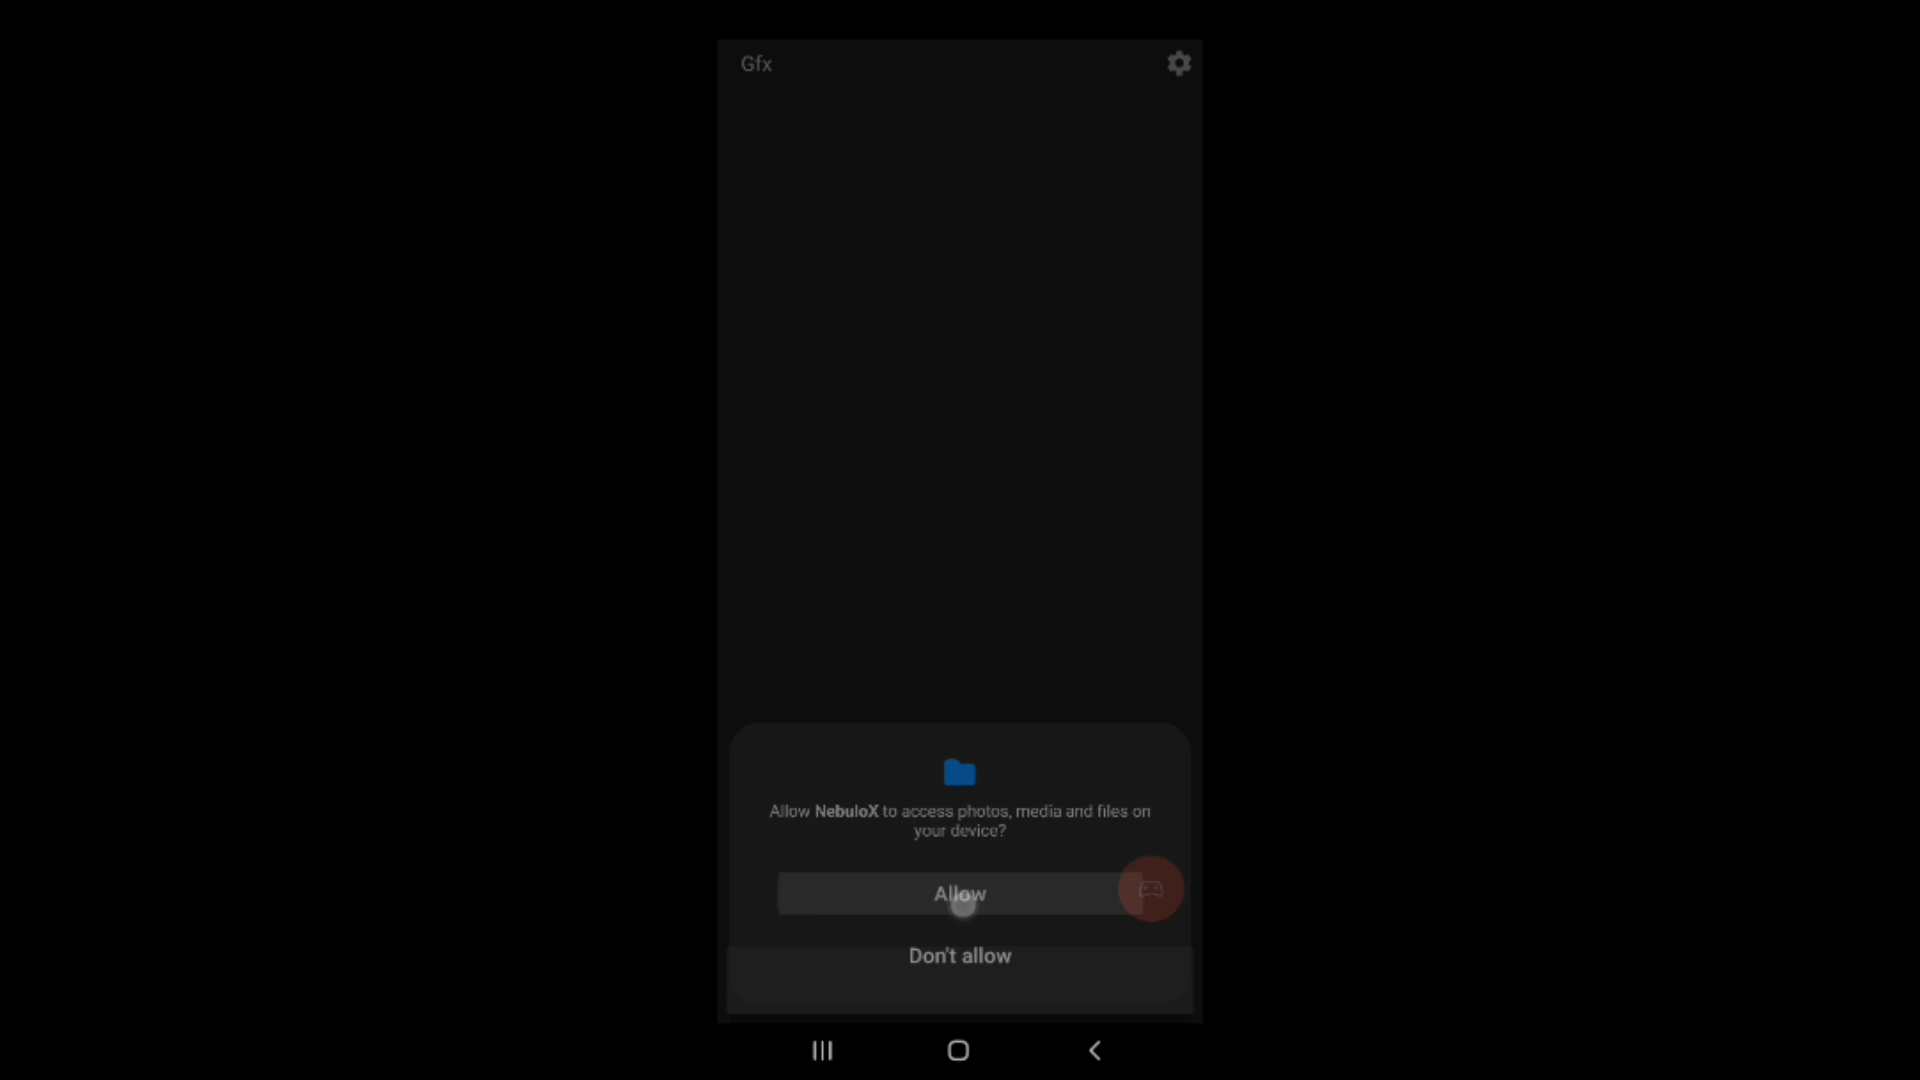 Gfx
Allow NebuloX to access photos, media and files on
your device?
Allow
Don't allow